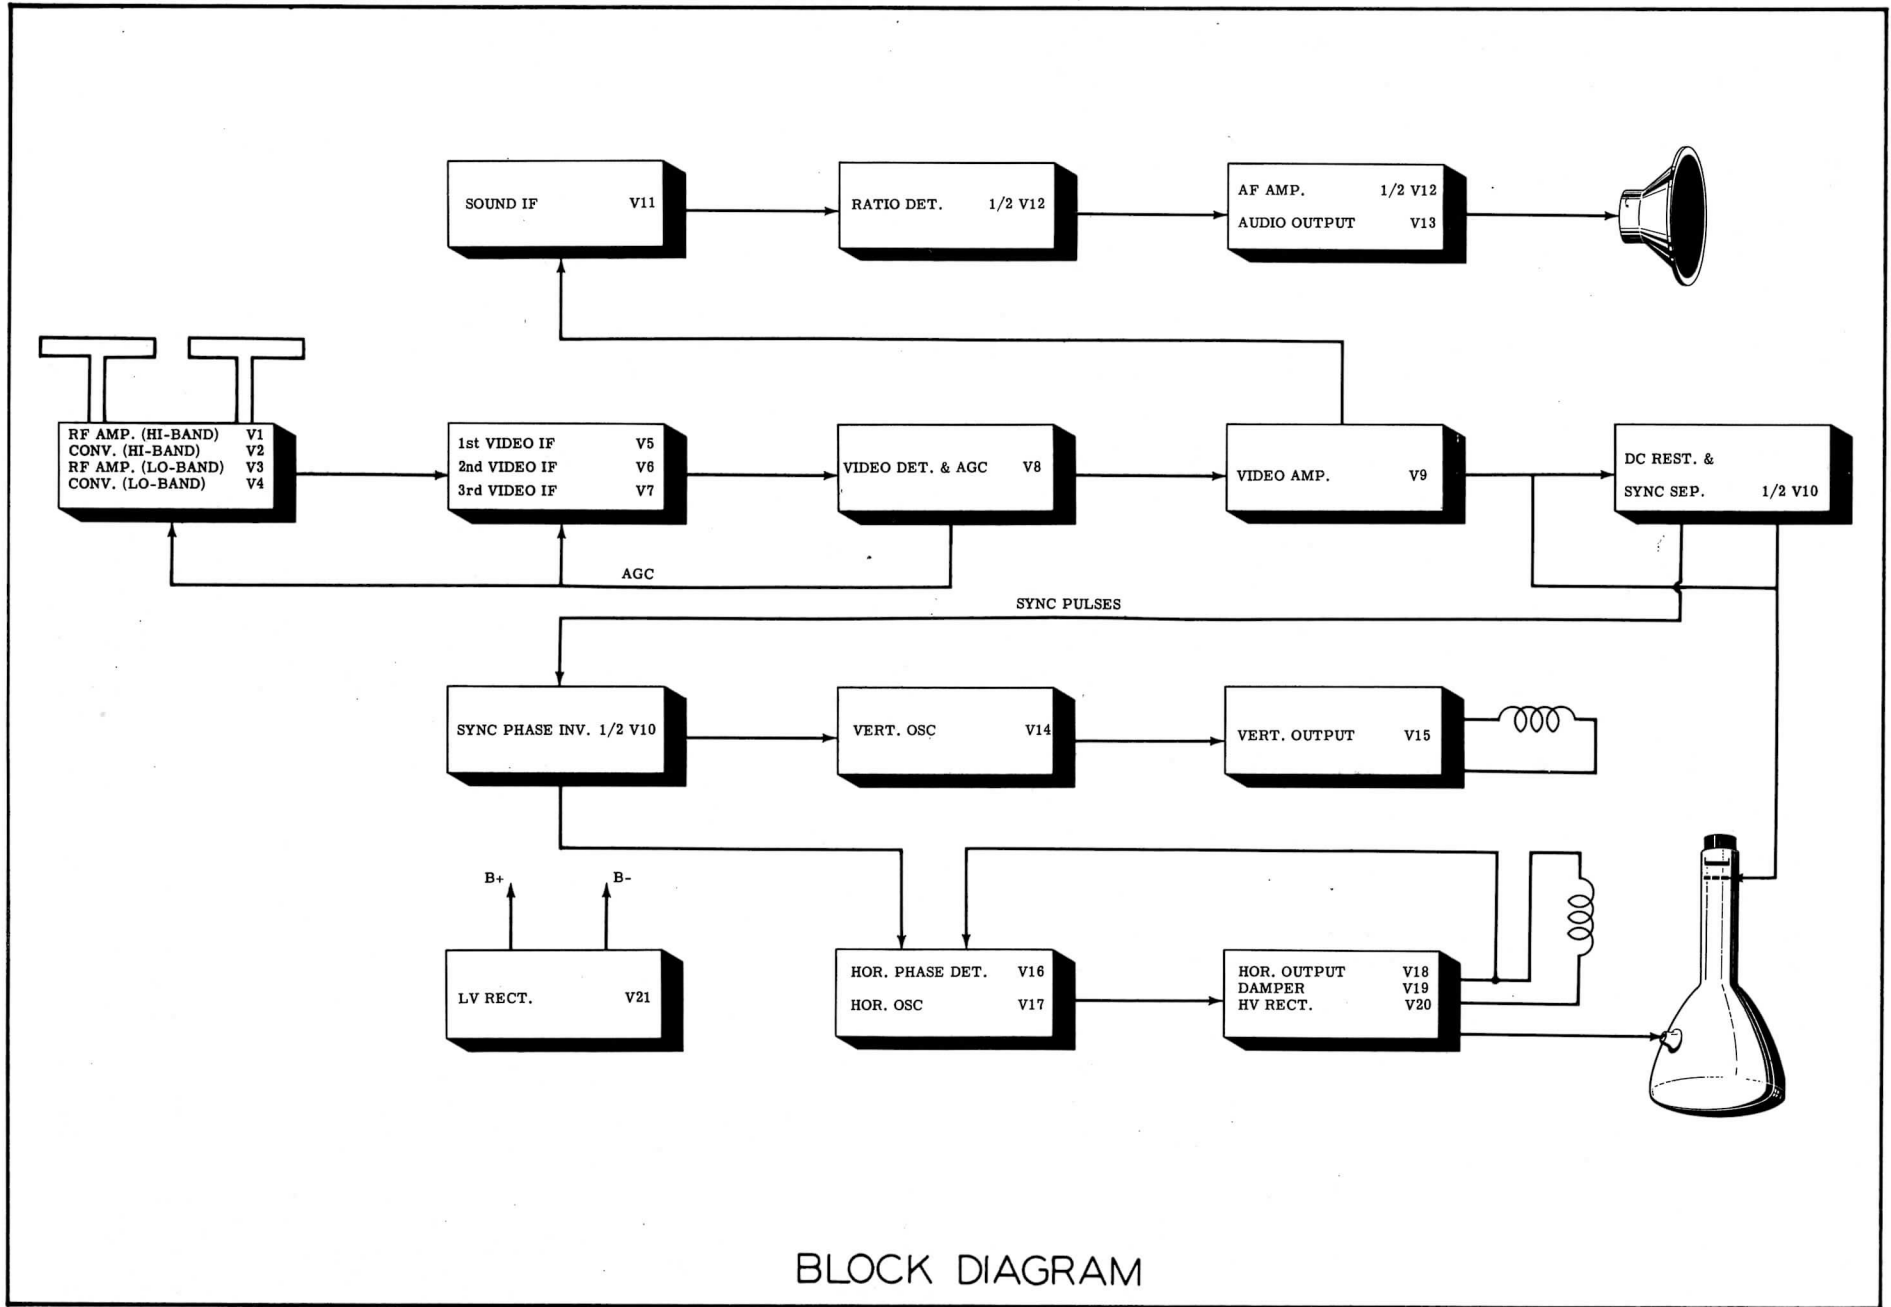 SOUND IF V11
RATIO DET. 1/2 V12
AF AMP. 1/2 V12
AUDIO OUTPUT V13
RF AMP. (HI-BAND) V1
CONV. (HI-BAND) V2
RF AMP. (LO-BAND) V3
CONV. (LO-BAND) V4
1st VIDEO IF V5
2nd VIDEO IF V6
3rd VIDEO IF V7
VIDEO DET. & AGC V8
VIDEO AMP. V9
DC REST. &
SYNC SEP. 1/2 V10
AGC
SYNC PULSES
SYNC PHASE INV. 1/2 V10
VERT. OSC V14
VERT. OUTPUT V15
B+
B-
LV RECT. V21
HOR. PHASE DET. V16
HOR. OSC V17
HOR. OUTPUT V18
DAMPER V19
HV RECT. V20
BLOCK DIAGRAM